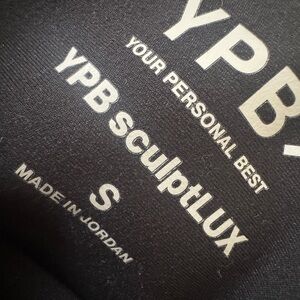 YPB
YOUR PERSONAL BEST
YPB sculptLUX
S
MADE IN JORDAN